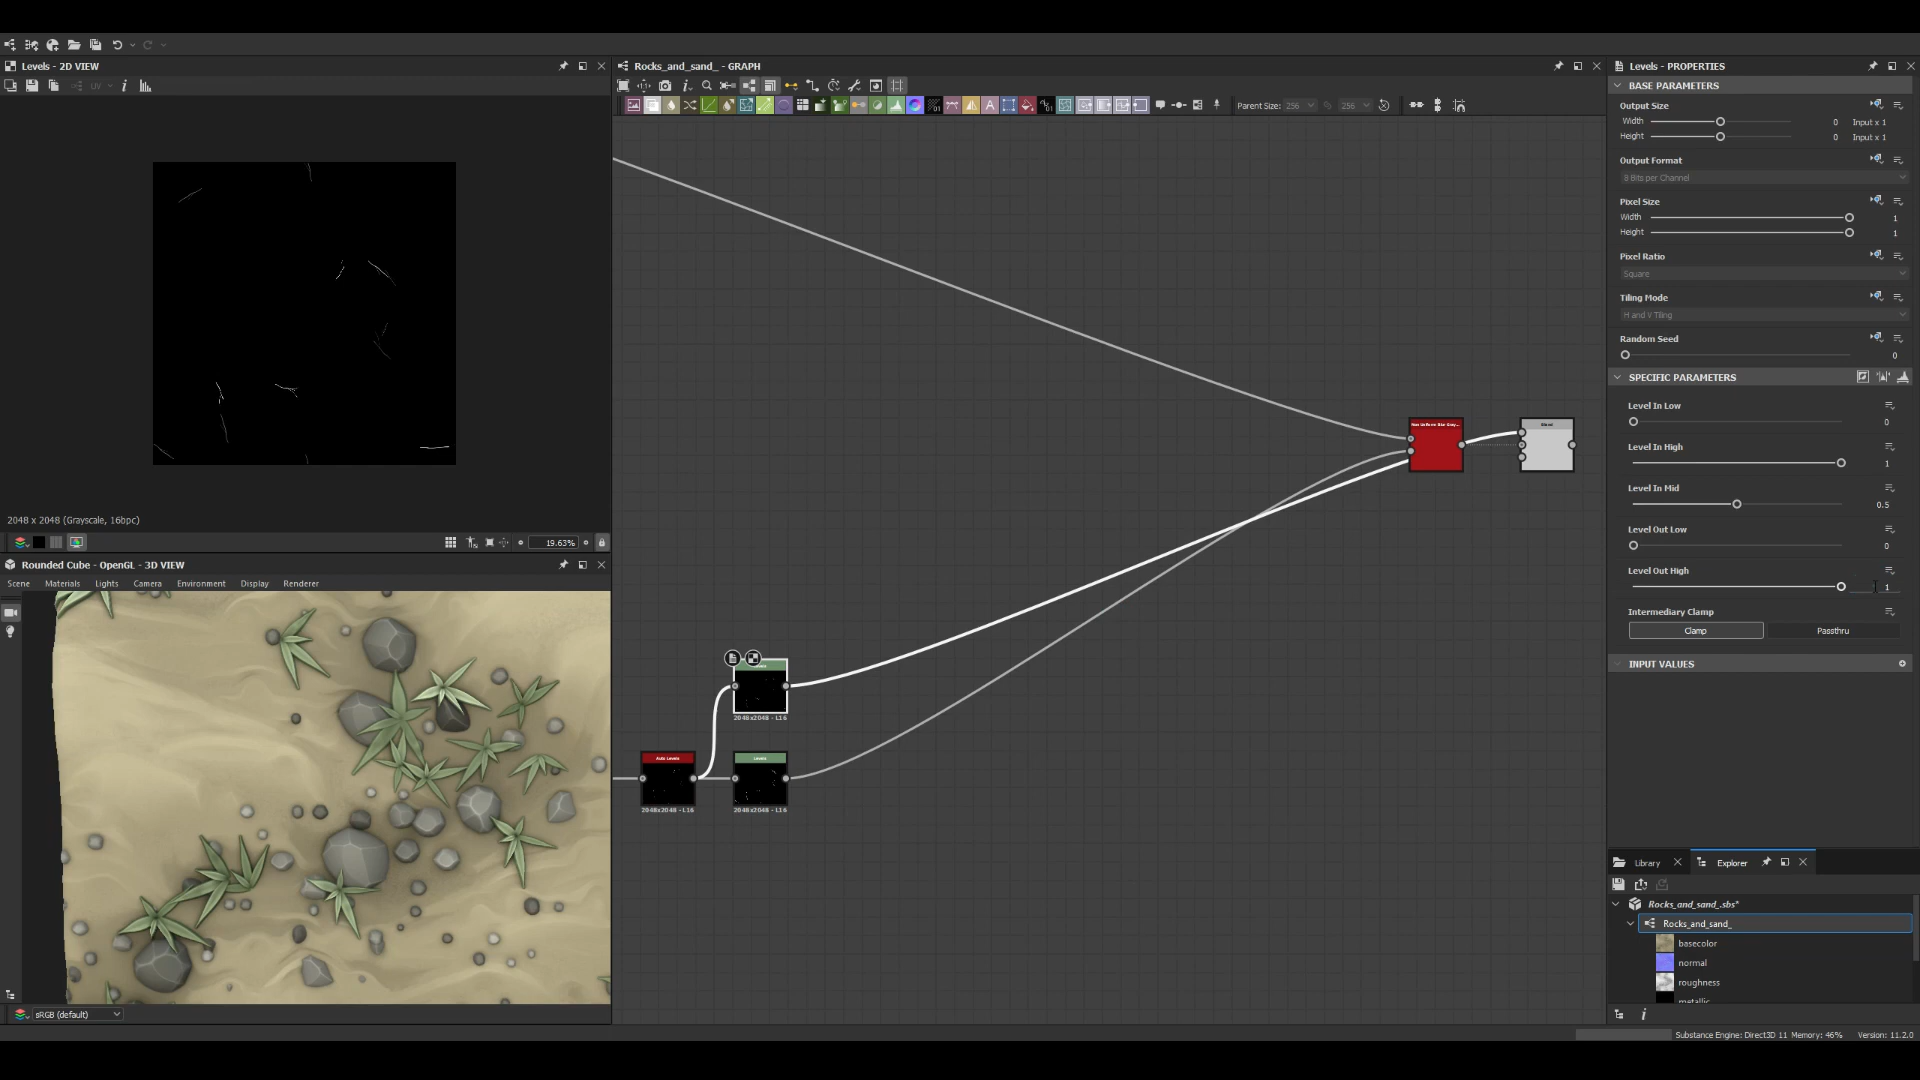 Levels - 2D VIEW
UV
2048 x 2048 (Grayscale, 16bpc)
19.63%
Rounded Cube - OpenGL - 3D VIEW
Scene Materials Lights Camera Environment Display Renderer
sRGB (default)
Rocks_and_sand_ - GRAPH
Parent Size: 256 256
Levels
2048x2048 - L16
Auto Levels
2048x2048 - L16
Levels
2048x2048 - L16
Blend
Levels - PROPERTIES
BASE PARAMETERS
Output Size
Width 0 Input x 1
Height 0 Input x 1
Output Format
8 Bits per Channel
Pixel Size
Width 1
Height 1
Pixel Ratio
Square
Tiling Mode
H and V Tiling
Random Seed
0
SPECIFIC PARAMETERS
Level In Low
0
Level In High
1
Level In Mid
0.5
Level Out Low
0
Level Out High
1
Intermediary Clamp
Clamp Passthru
INPUT VALUES
Library Explorer
Rocks_and_sand_.sbs*
Rocks_and_sand_
basecolor
normal
roughness
metallic
Substance Engine: Direct3D 11 Memory: 46% Version: 11.2.0